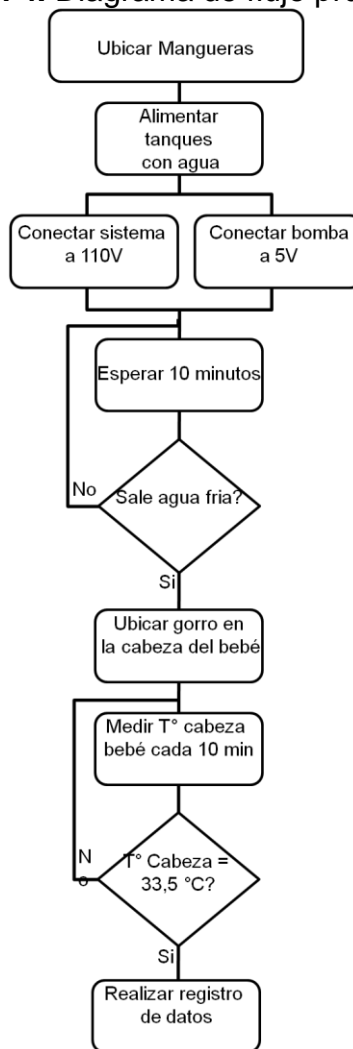 Diagrama de flujo
Ubicar Mangueras
Alimentar
tanques
con agua
Conectar sistema
a 110V
Conectar bomba
a 5V
Esperar 10 minutos
No
Sale agua fria?
Si
Ubicar gorro en
la cabeza del bebé
Medir T° cabeza
bebé cada 10 min
N
o
T° Cabeza =
33,5 °C?
Si
Realizar registro
de datos